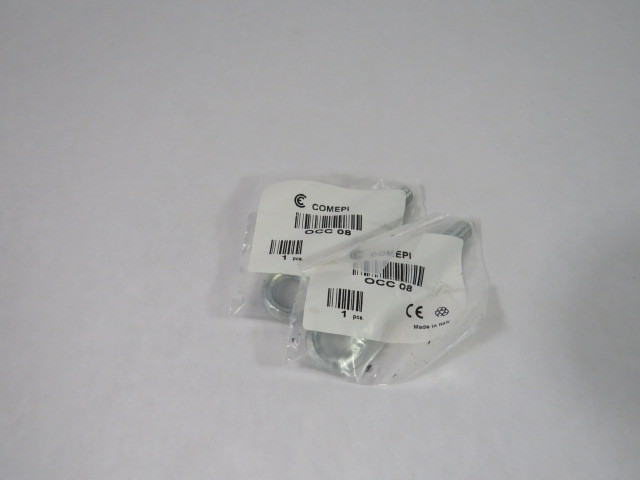 COMEPI
OCC 08
1 pcs.
COMEPI
OCC 08
1 pcs.
CE
Made in Italy